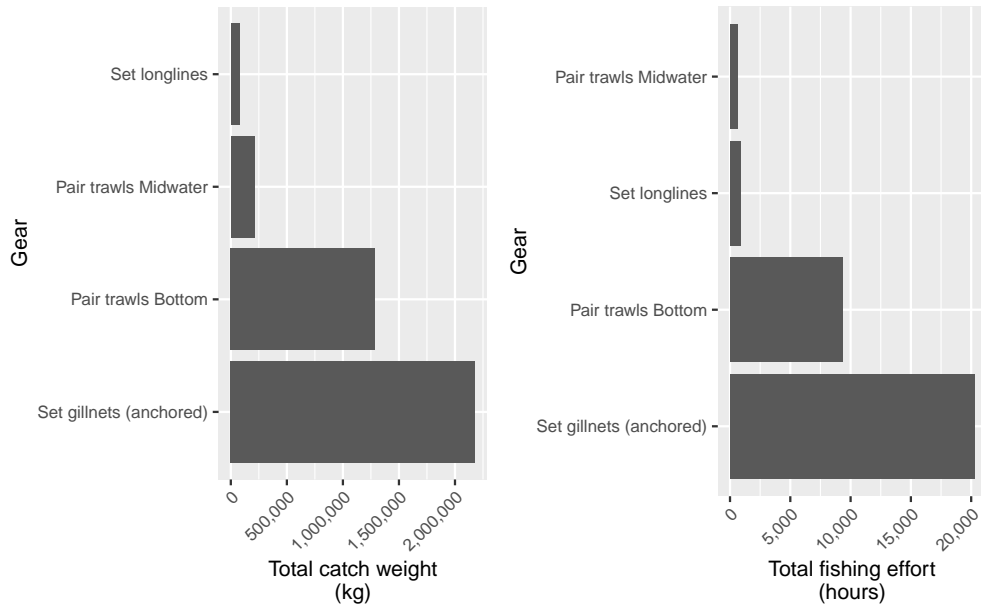 Gear
Set longlines
Pair trawls Midwater
Pair trawls Bottom
Set gillnets (anchored)
0
500,000
1,000,000
1,500,000
2,000,000
Total catch weight
(kg)
Gear
Pair trawls Midwater
Set longlines
Pair trawls Bottom
Set gillnets (anchored)
0
5,000
10,000
15,000
20,000
Total fishing effort
(hours)